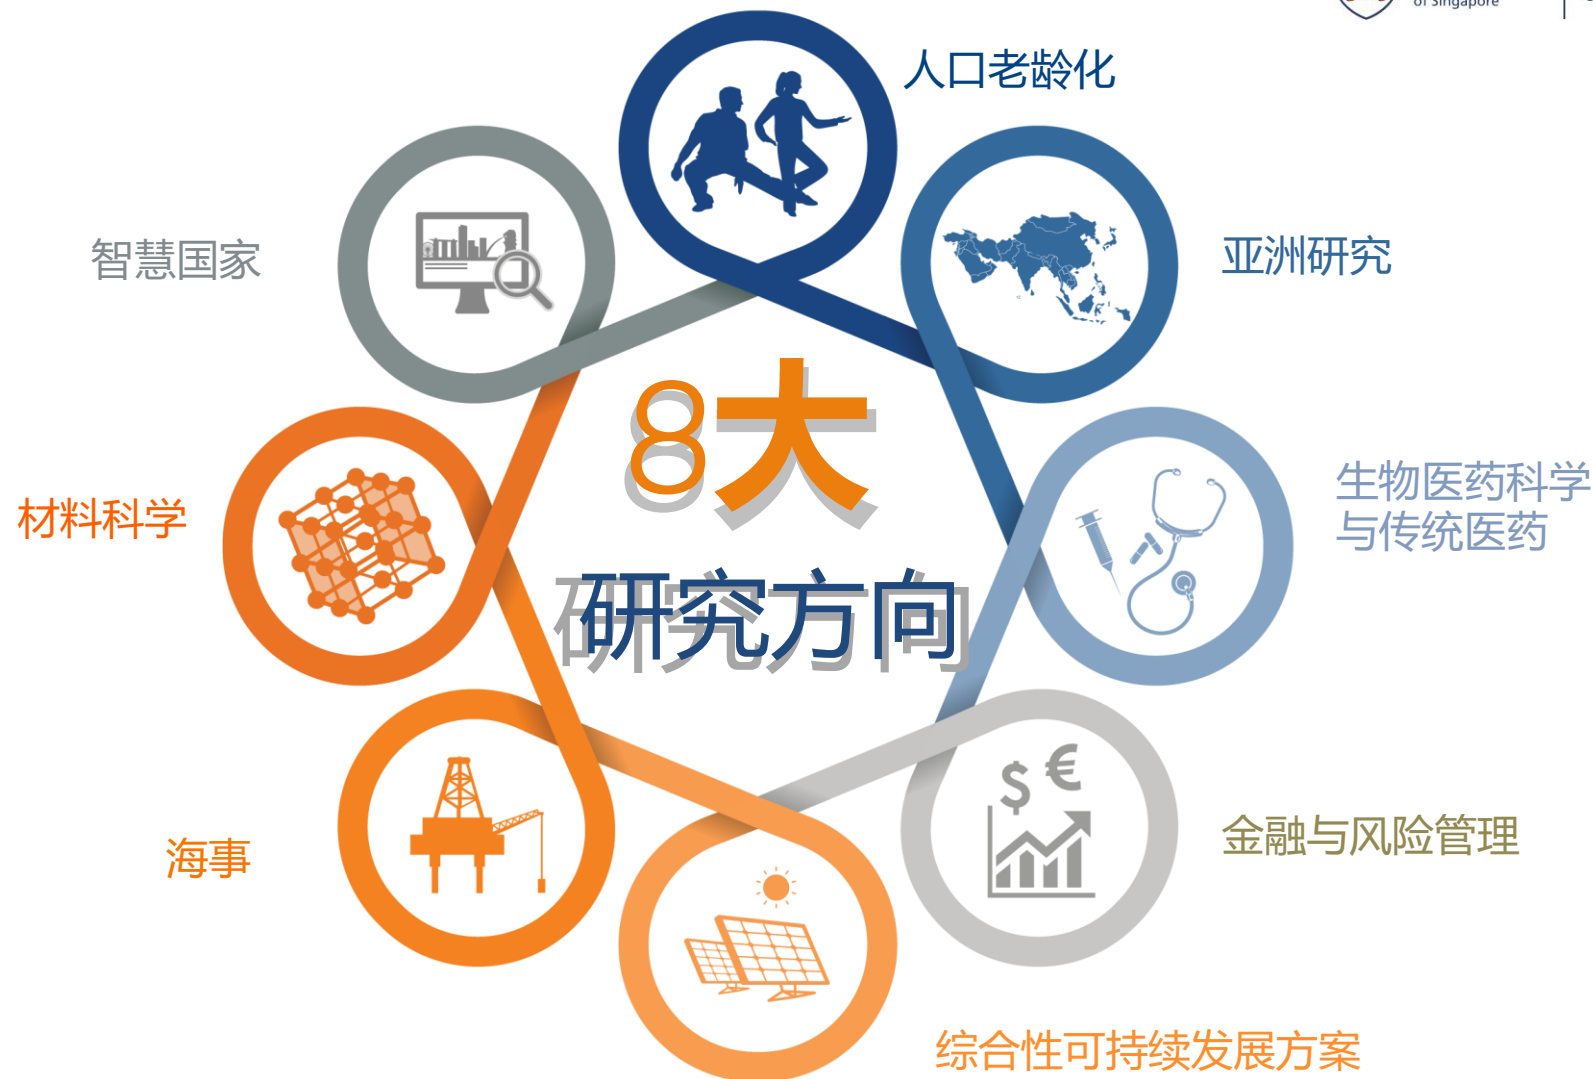 of Singapore
人口老龄化
智慧国家
亚洲研究
8大
研究方向
材料科学
生物医药科学
与传统医药
海事
金融与风险管理
综合性可持续发展方案
$ €